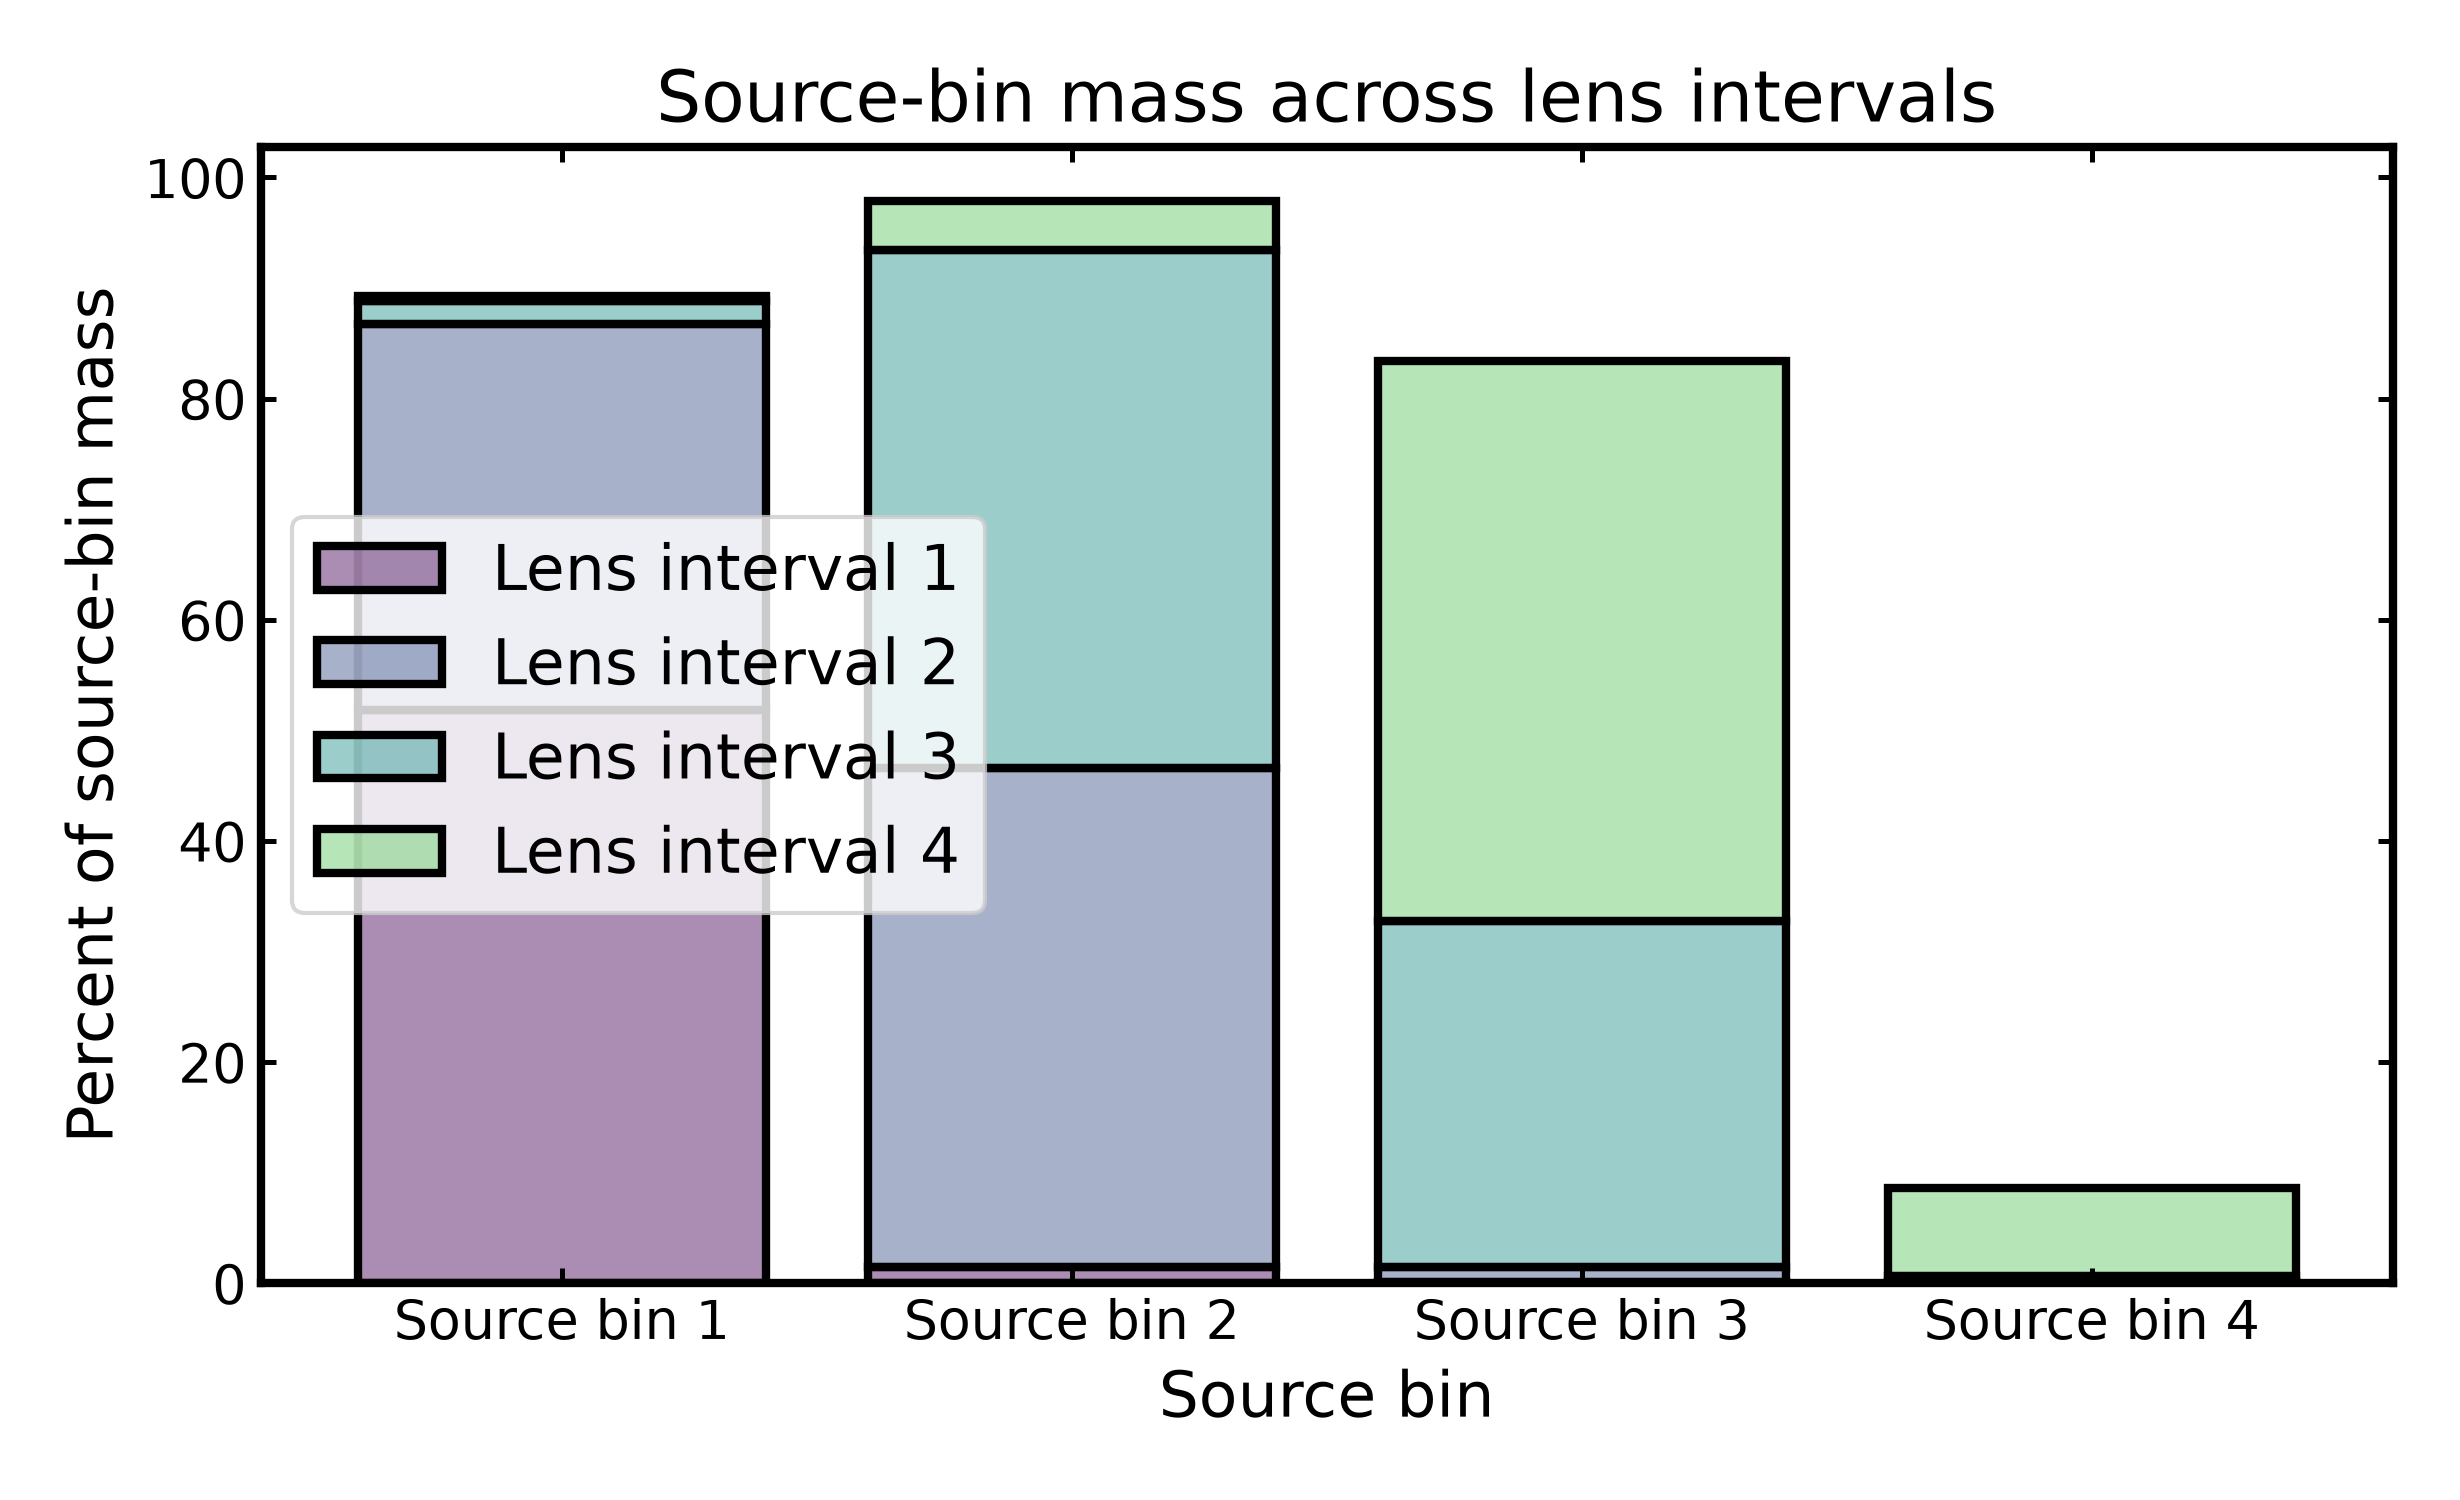 Source-bin mass across lens intervals
Percent of source-bin mass
100
80
60
40
20
0
Lens interval 1
Lens interval 2
Lens interval 3
Lens interval 4
Source bin 1
Source bin 2
Source bin 3
Source bin 4
Source bin